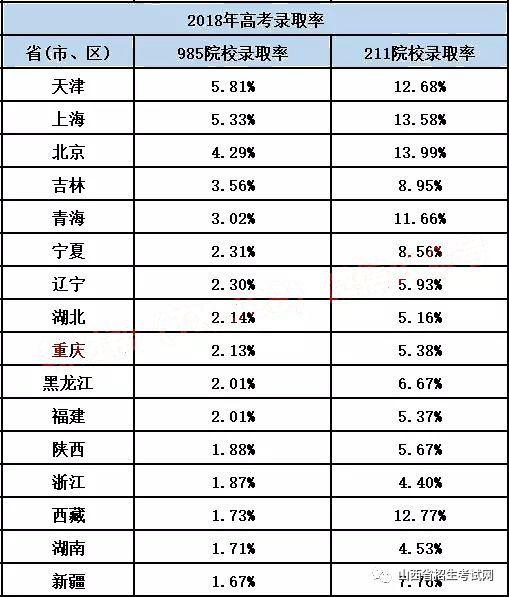 2018年高考录取率
省(市、区) 985院校录取率 211院校录取率
天津 5.81% 12.68%
上海 5.33% 13.58%
北京 4.29% 13.99%
吉林 3.56% 8.95%
青海 3.02% 11.66%
宁夏 2.31% 8.56%
辽宁 2.30% 5.93%
湖北 2.14% 5.16%
重庆 2.13% 5.38%
黑龙江 2.01% 6.67%
福建 2.01% 5.37%
陕西 1.88% 5.67%
浙江 1.87% 4.40%
西藏 1.73% 12.77%
湖南 1.71% 4.53%
新疆 1.67% 7.76%
山西省招生考试网